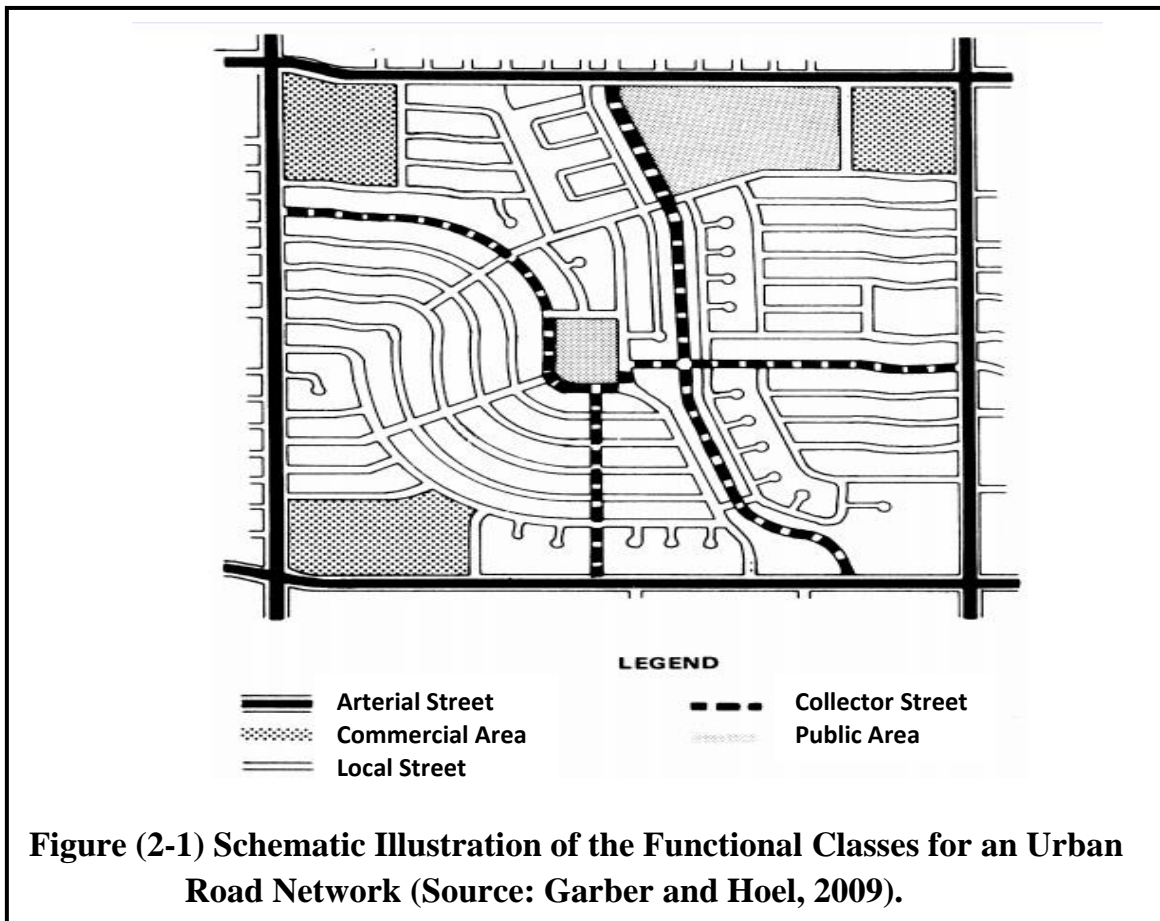 LEGEND
Arterial Street
Collector Street
Commercial Area
Public Area
Local Street
Figure (2-1) Schematic Illustration of the Functional Classes for an Urban
Road Network (Source: Garber and Hoel, 2009).